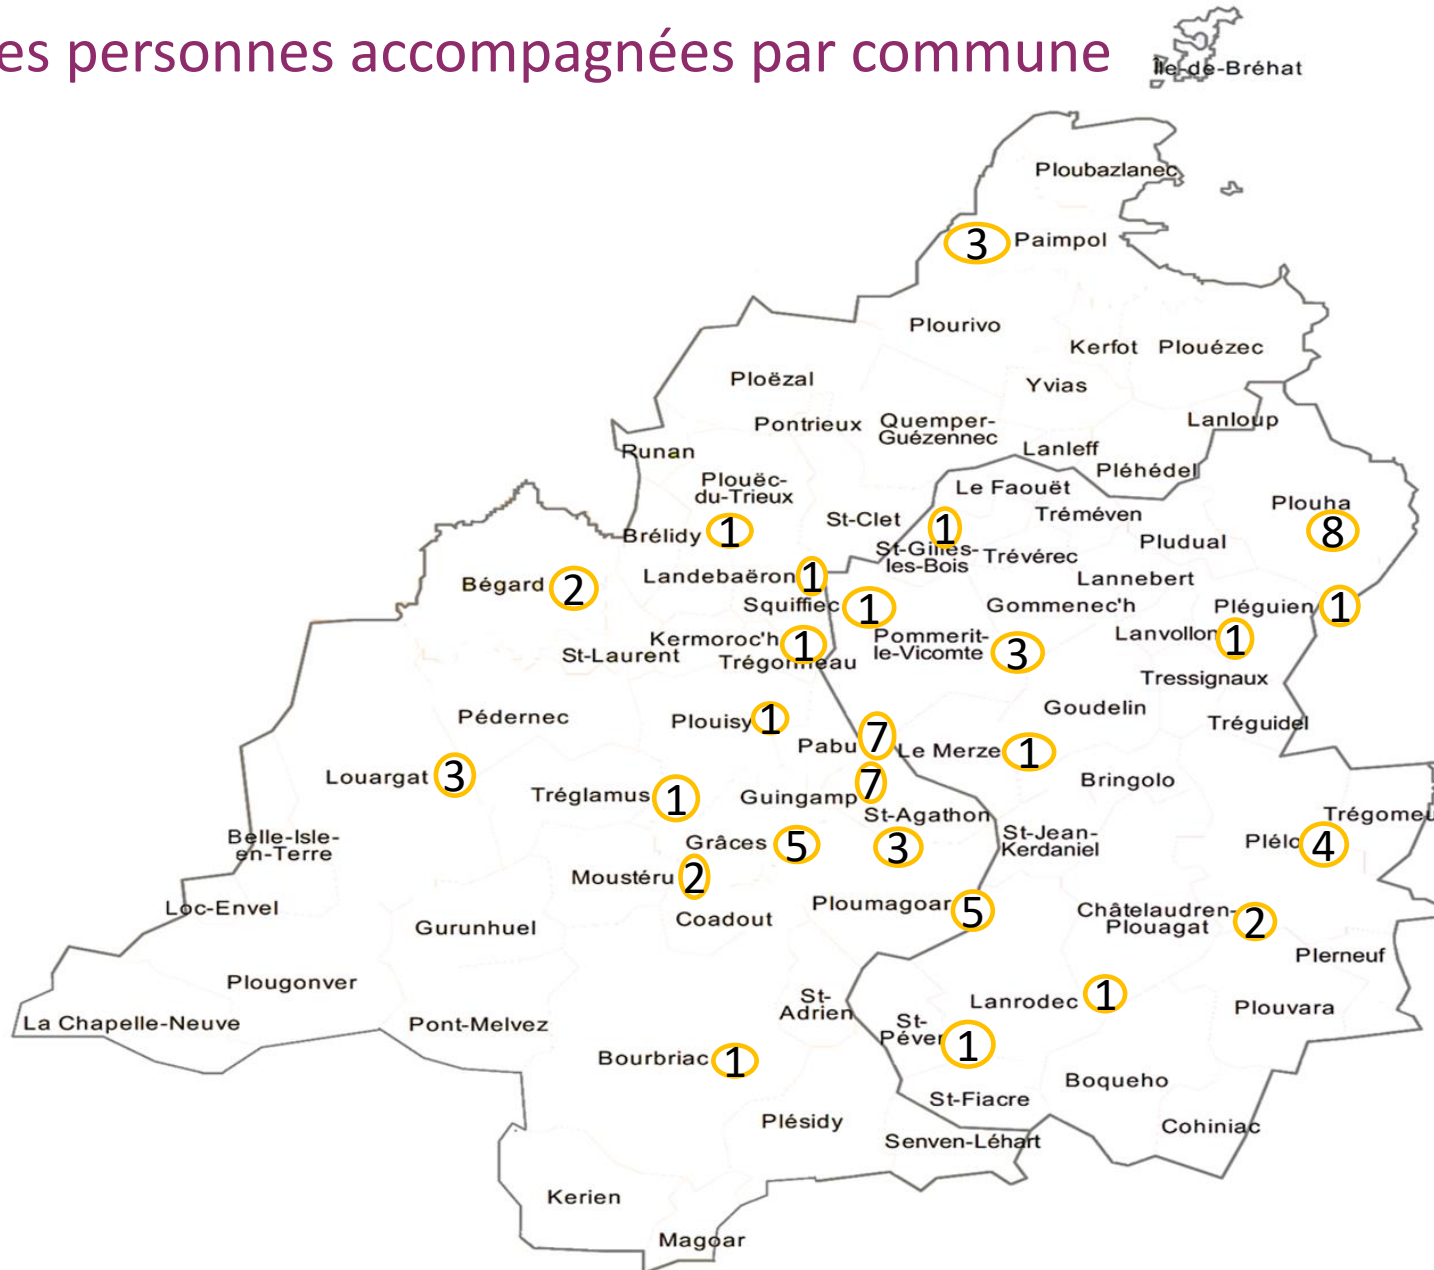 es personnes accompagnées par commune
Île-de-Bréhat
Ploubazlanec
3 Paimpol
Plourivo
Kerfot Plouézec
Ploëzal
Yvias
Pontrieux
Quemper-
Guézennec
Lanloup
Runan
Lanleff
Pléhédel
Plouëc-
du-Trieux
Le Faouët
Plouha
8
Tréméven
St-Clet
1
St-Gilles-
les-Bois
Brélidy 1
Trévérec
Pludual
Bégard 2
Landebaëron 1
Lannebert
Squiffiec 1
Gommenec'h
Pléguien 1
Kermoroc'h 1
Pommerit-
le-Vicomte 3
Lanvollon 1
St-Laurent
Trégonneau
Tressignaux
Pédernec
Plouisy 1
Goudelin
Tréguidel
Pabu 7
Le Merze 1
Louargat 3
Bringolo
Tréglamus 1
Guingamp 7
St-Agathon
3
Trégomeu
Belle-Isle-
en-Terre
Grâces 5
St-Jean-
Kerdaniel
Plélo 4
Moustéru 2
Loc-Envel
Ploumagoar 5
Châtelaudren-
Plouagat 2
Gurunhuel
Coadout
Plerneuf
Plougonver
St-
Adrien
Lanrodec 1
Plouvara
La Chapelle-Neuve
Pont-Melvez
St-
Péver 1
Bourbriac 1
Boqueho
St-Fiacre
Plésidy
Cohiniac
Senven-Léhart
Kerien
Magoar